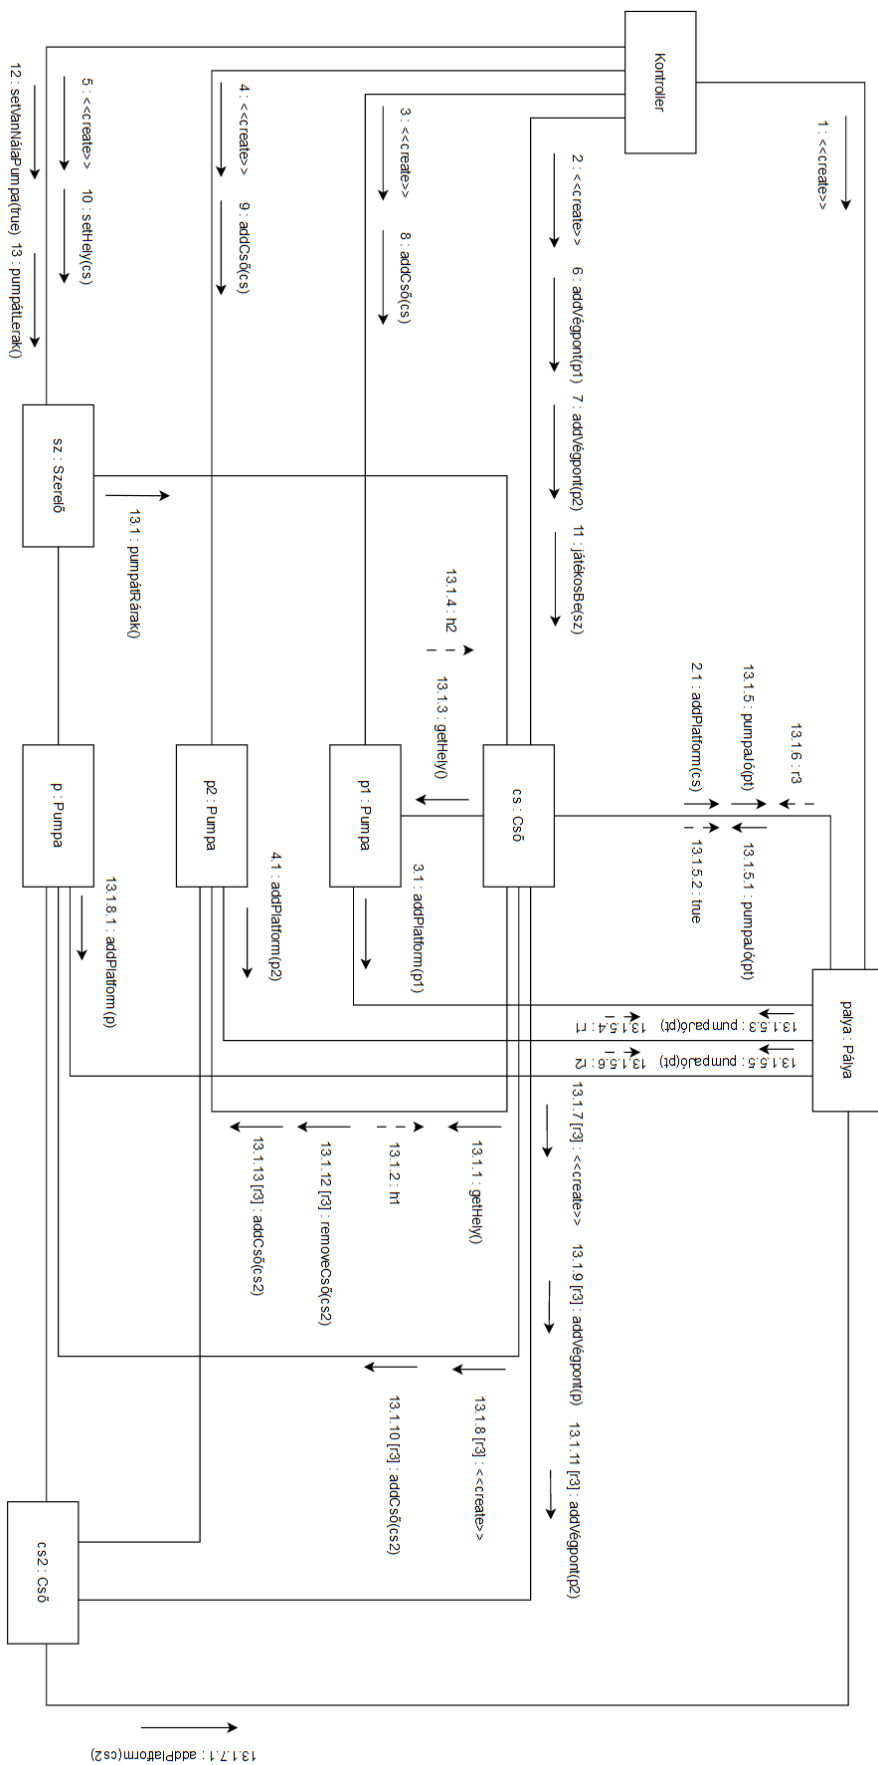 Kontroller
1 : <<create>>
2 : <<create>>
6 : addVégpont(p1)
7 : addVégpont(p2)
11 : játékosBe(sz)
3 : <<create>>
8 : addCső(cs)
4 : <<create>>
9 : addCső(cs)
5 : <<create>>
10 : setHely(cs)
12 : setVanNálaPumpa(true)
13 : pumpátLerak()
sz : Szerelő
13.1 : pumpátRárak()
13.1.4 : h2
13.1.3 : getHely()
13.1.6 : r3
13.1.5 : pumpaJó(pt)
2.1 : addPlatform(cs)
13.1.5.1 : pumpaJó(pt)
13.1.5.2 : true
cs : Cső
p1 : Pumpa
p2 : Pumpa
p : Pumpa
3.1 : addPlatform(p1)
4.1 : addPlatform(p2)
13.1.8.1 : addPlatform(p)
palya : Pálya
13.1.5.3 : pumpaJó(pt)
13.1.5.4 : r1
13.1.5.5 : pumpaJó(pt)
13.1.5.6 : r2
13.1.7 [r3] : <<create>>
13.1.9 [r3] : addVégpont(p)
13.1.11 [r3] : addVégpont(p2)
13.1.1 : getHely()
13.1.2 : h1
13.1.12 [r3] : removeCső(cs2)
13.1.13 [r3] : addCső(cs2)
13.1.8 [r3] : <<create>>
13.1.10 [r3] : addCső(cs2)
cs2 : Cső
13.1.7.1 : addPlatform(cs2)